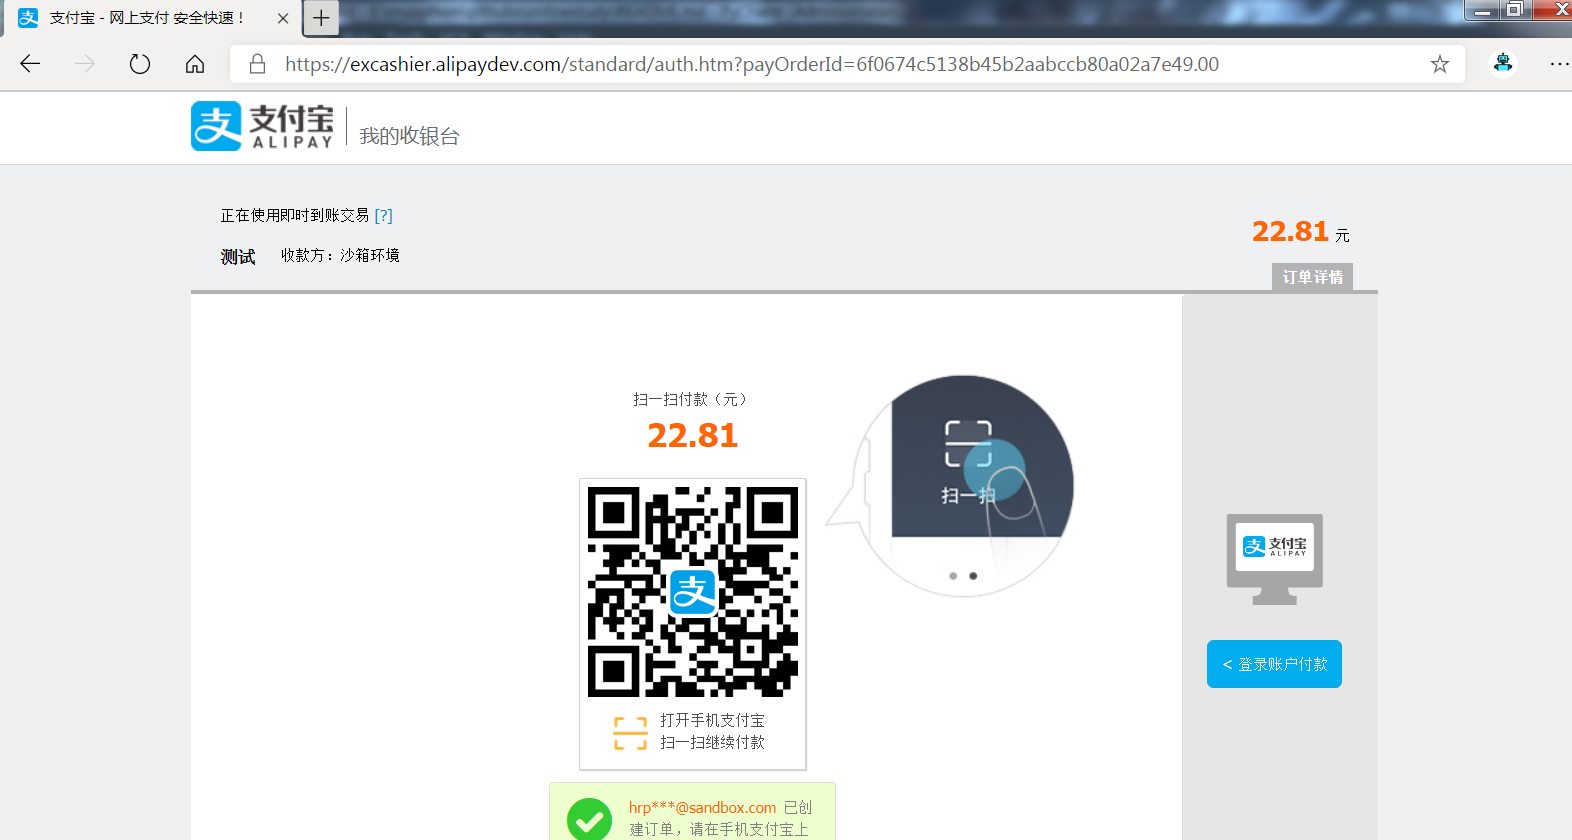 支付宝 - 网上支付 安全快速！
https://excashier.alipaydev.com/standard/auth.htm?payOrderId=6f0674c5138b45b2aabccb80a02a7e49.00
支 支付宝 ALIPAY 我的收银台
正在使用即时到账交易 [?]
22.81 元
测试 收款方：沙箱环境
订单详情
扫一扫付款（元）
22.81
扫一扫
支
支 支付宝
ALIPAY
< 登录账户付款
打开手机支付宝
扫一扫继续付款
hrp***@sandbox.com 已创
建订单，请在手机支付宝上